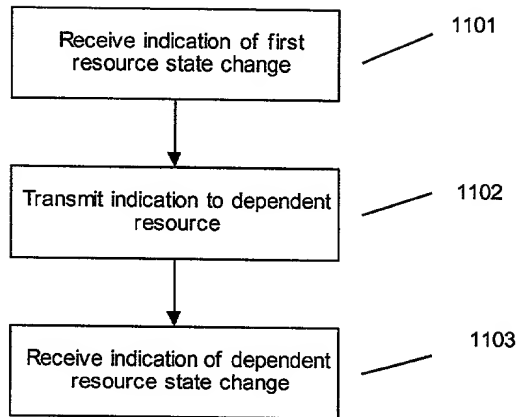 Receive indication of first
resource state change
1101
Transmit indication to dependent
resource
1102
Receive indication of dependent
resource state change
1103